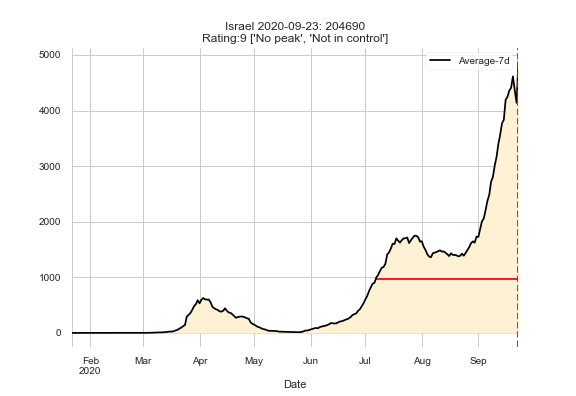 Israel 2020-09-23: 204690
Rating:9 ['No peak', 'Not in control']
Average-7d
5000
4000
3000
2000
1000
0
Feb Mar Apr May Jun Jul Aug Sep
2020
Date